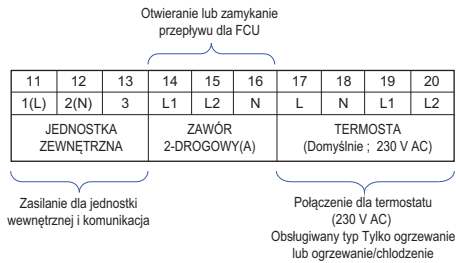 Otwieranie lub zamykanie
przepływu dla FCU
11 12 13 14 15 16 17 18 19 20
1(L) 2(N) 3 L1 L2 N L N L1 L2
JEDNOSTKA
ZEWNĘTRZNA
ZAWÓR
2-DROGOWY(A)
TERMOSTA
(Domyślnie ; 230 V AC)
Zasilanie dla jednostki
wewnętrznej i komunikacja
Połączenie dla termostatu
(230 V AC)
Obsługiwany typ Tylko ogrzewanie
lub ogrzewanie/chlodzenie